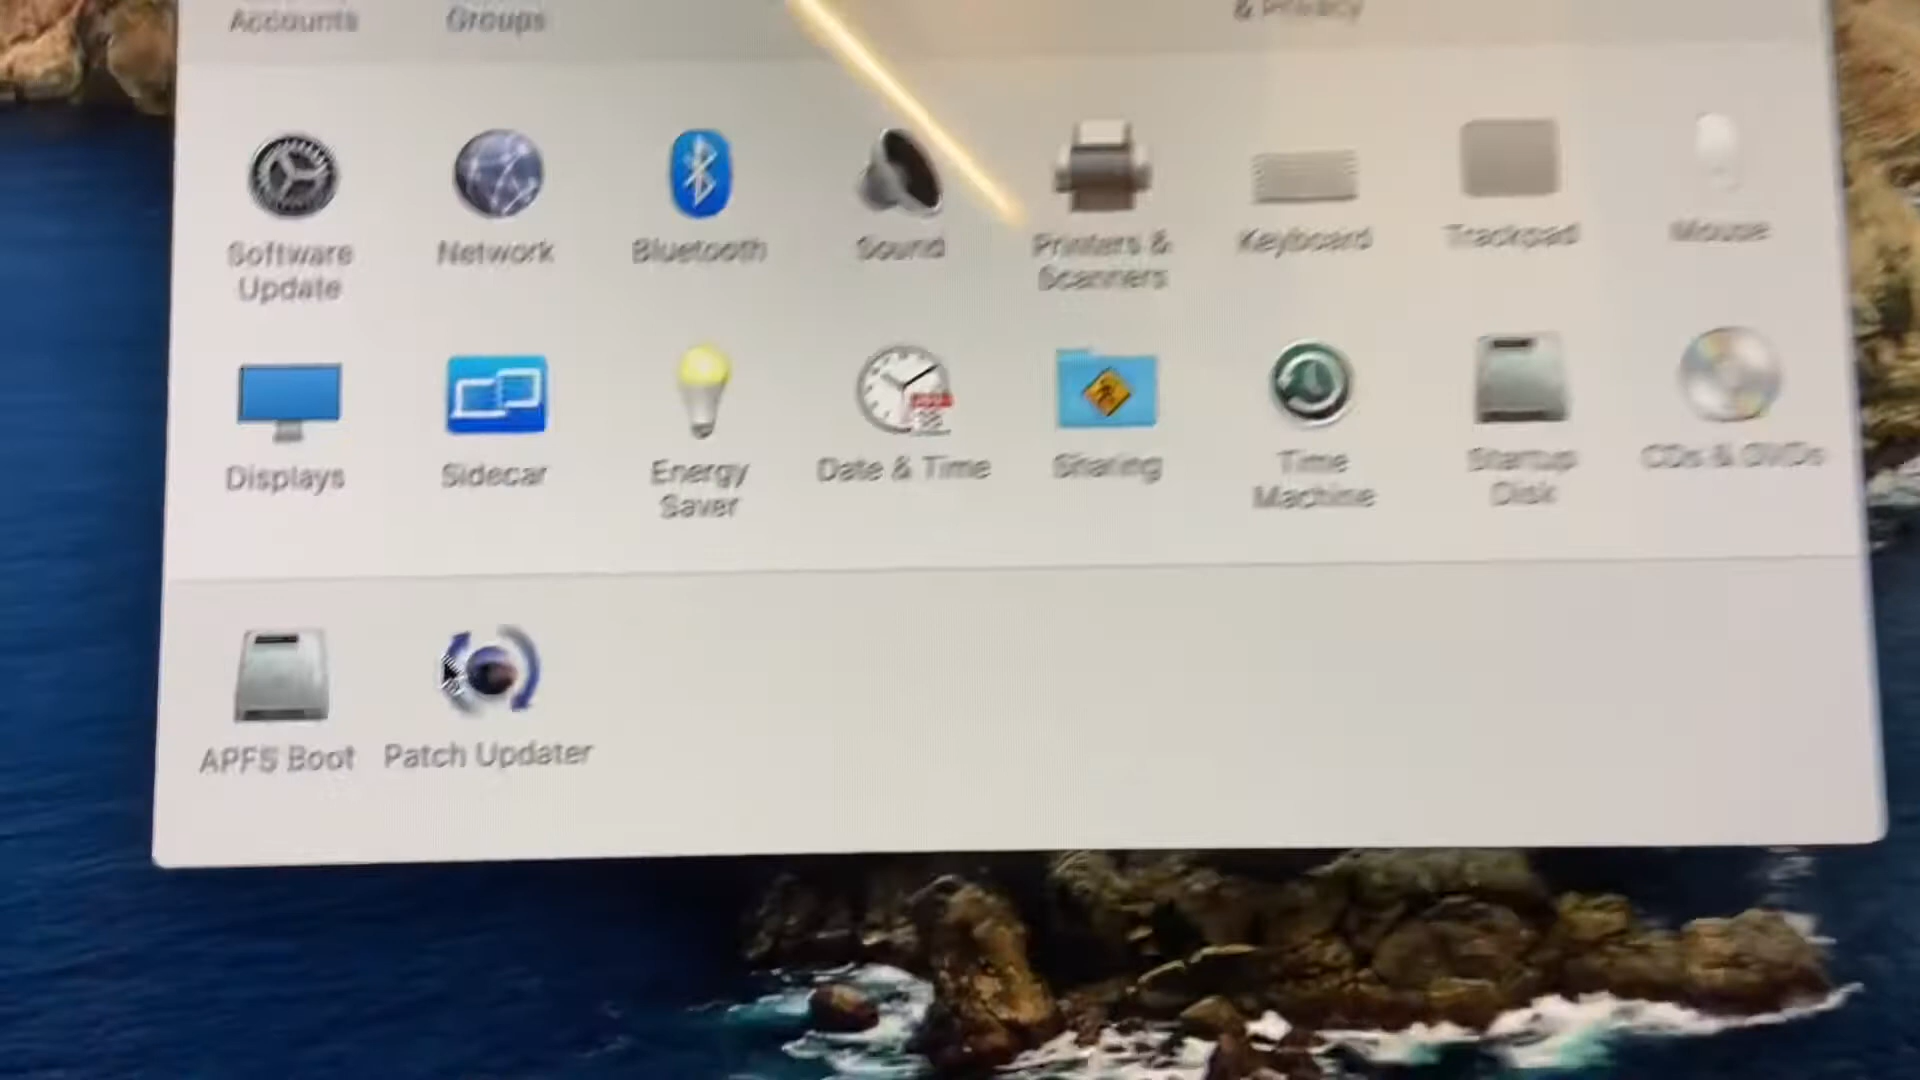 Accounts Groups & Privacy
Software Update Network Bluetooth Sound Printers & Scanners Keyboard Trackpad Mouse
Displays Sidecar Energy Saver Date & Time Sharing Time Machine Startup Disk CDs & DVDs
APFS Boot Patch Updater